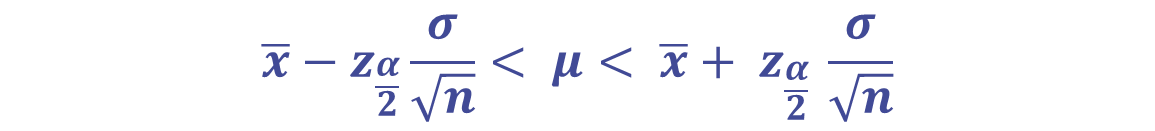 x̅ − z_{α/2} σ/√n < μ < x̅ + z_{α/2} σ/√n